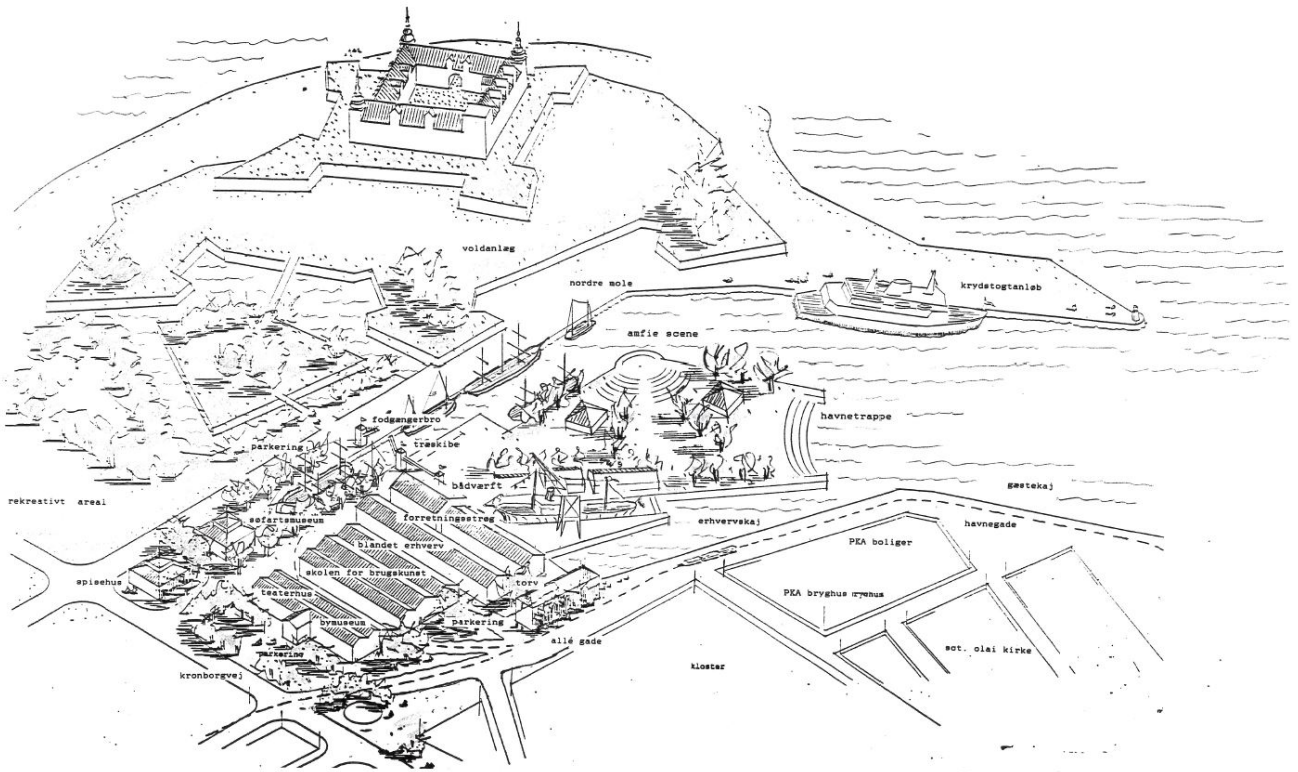 voldanlæg
nordre mole
krydstogtanløb
amfie scene
havnetrappe
fodgængerbro
parkering
træskibe
bådværft
gæstekaj
rekreativt areal
søfartsmuseum
forretningsstrøg
erhvervskaj
havnegade
blandet erhverv
PKA boliger
skolen for brugskunst
spisehus
torv
teaterhus
PKA bryghus
bymuseum
parkering
allé gade
sct. olai kirke
parkering
kloster
kronborgvej